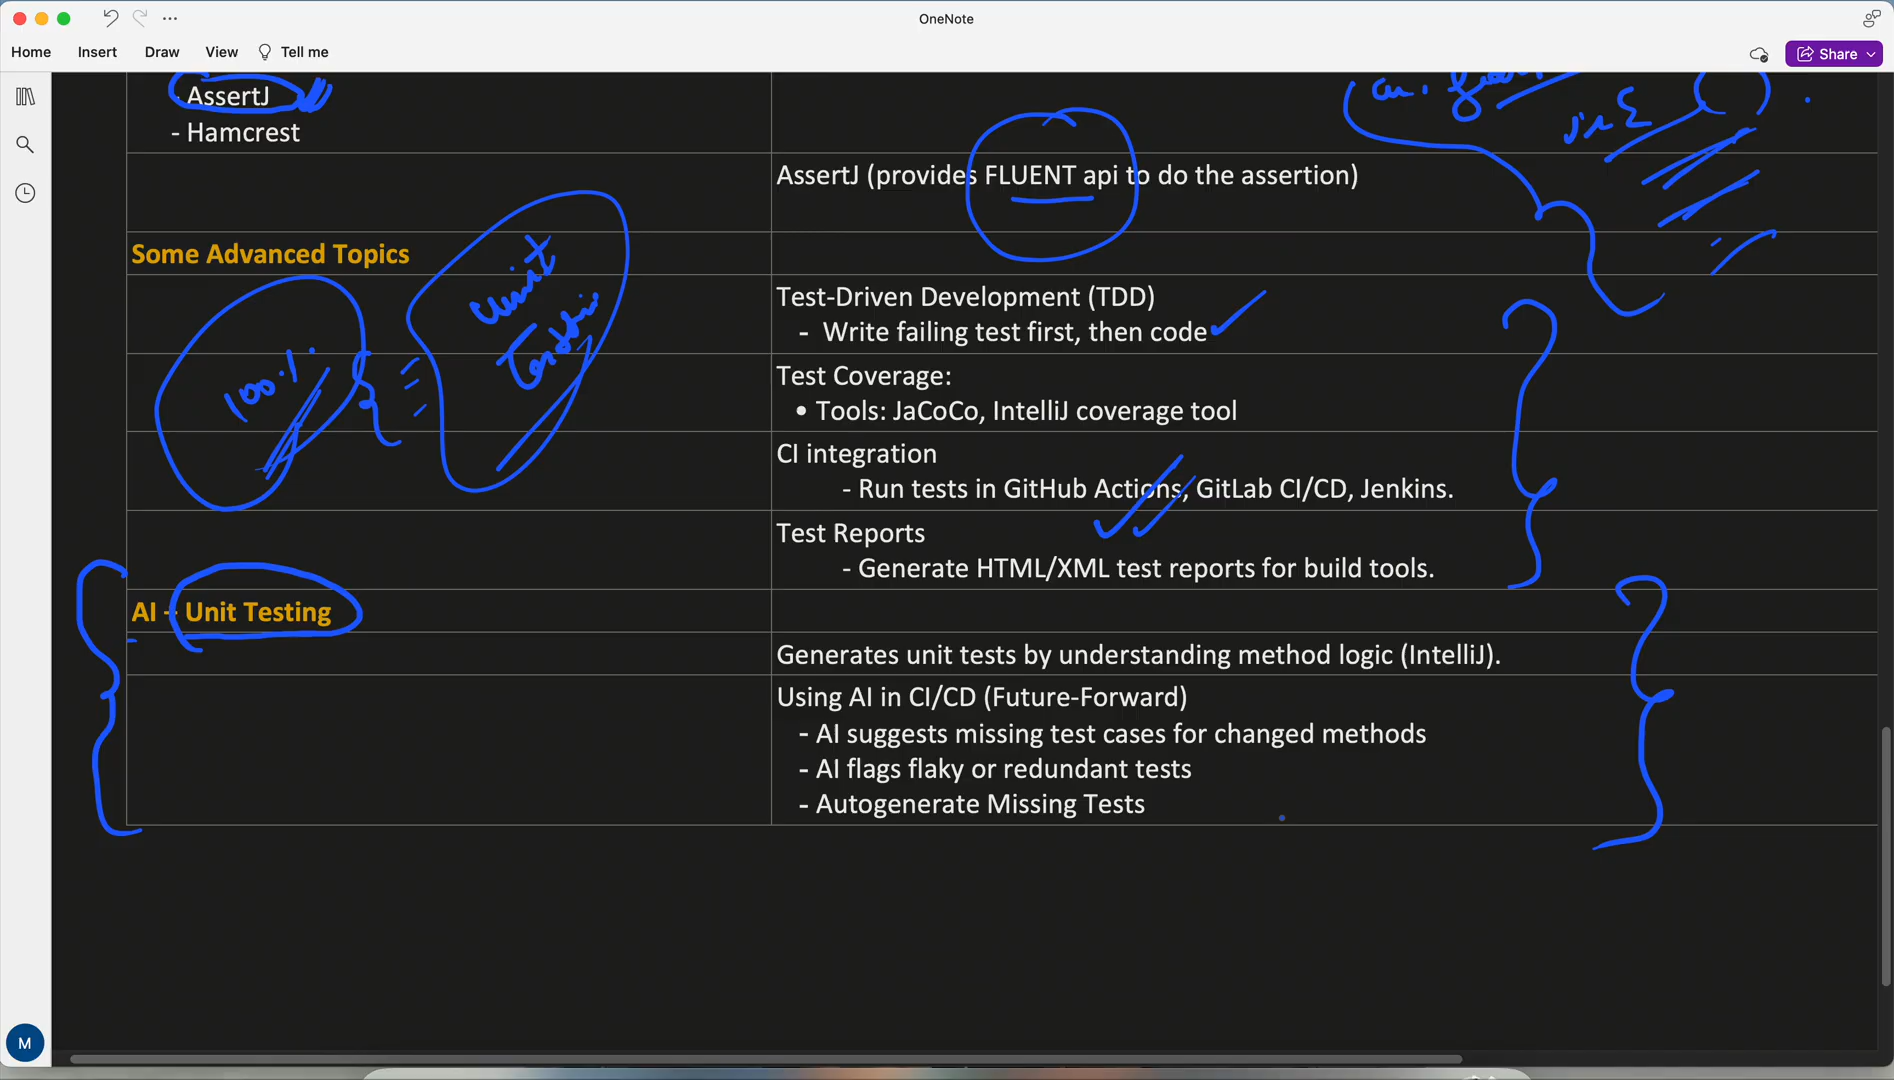 OneNote
Home Insert Draw View Tell me
Share
- AssertJ
- Hamcrest
AssertJ (provides FLUENT api to do the assertion)
Some Advanced Topics
unit
Testing
100%
Test-Driven Development (TDD)
- Write failing test first, then code
Test Coverage:
• Tools: JaCoCo, IntelliJ coverage tool
CI integration
- Run tests in GitHub Actions, GitLab CI/CD, Jenkins.
Test Reports
- Generate HTML/XML test reports for build tools.
AI - Unit Testing
Generates unit tests by understanding method logic (IntelliJ).
Using AI in CI/CD (Future-Forward)
- AI suggests missing test cases for changed methods
- AI flags flaky or redundant tests
- Autogenerate Missing Tests
M